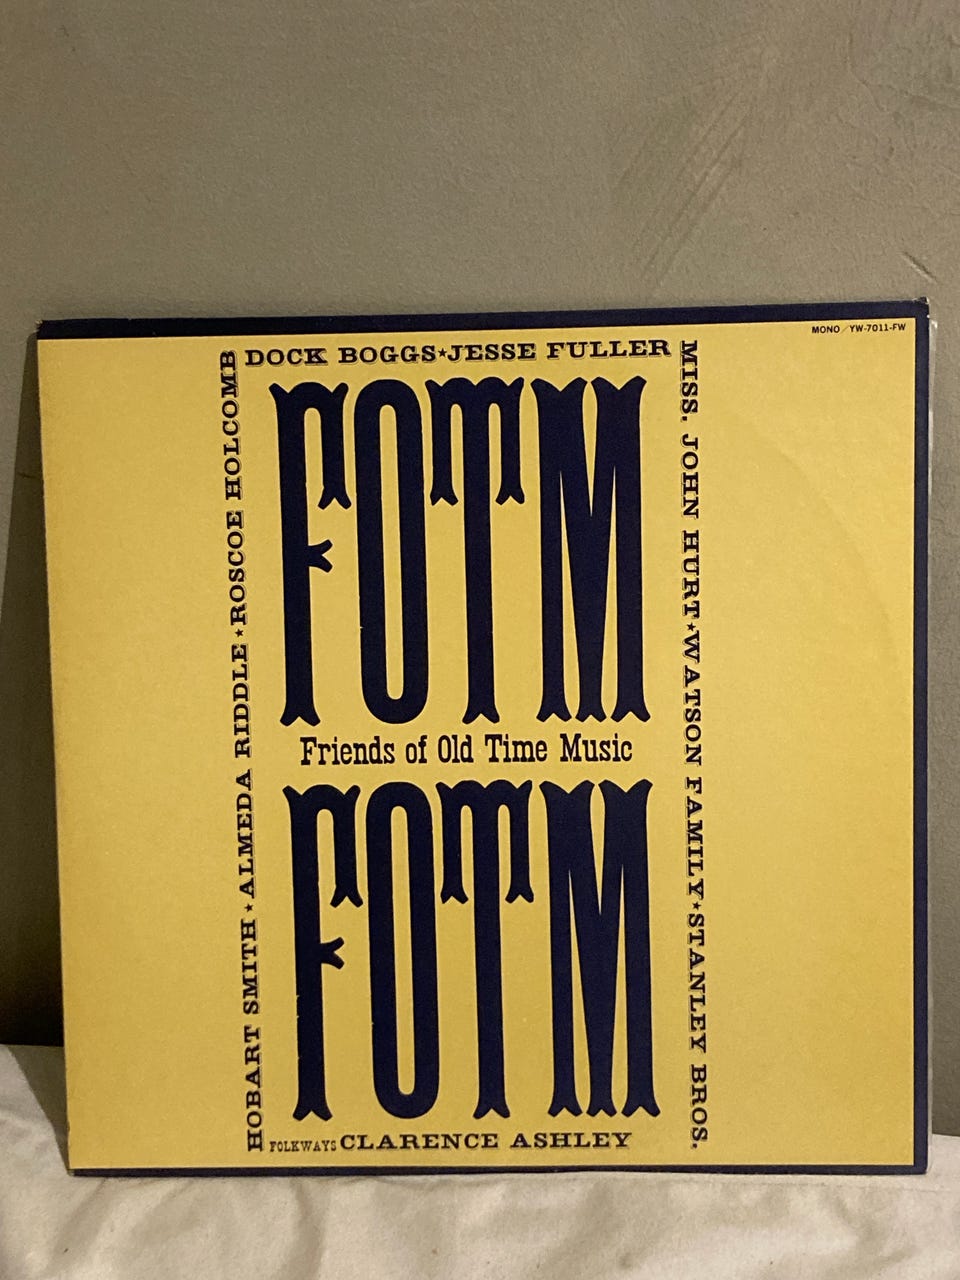 MONO / YW-7011-FW
DOCK BOGGS★JESSE FULLER
MISS. JOHN HURT★WATSON FAMILY★STANLEY BROS.
HOBART SMITH★ALMEDA RIDDLE★ROSCOE HOLCOMB
FOTM
Friends of Old Time Music
FOTM
FOLKWAYS CLARENCE ASHLEY